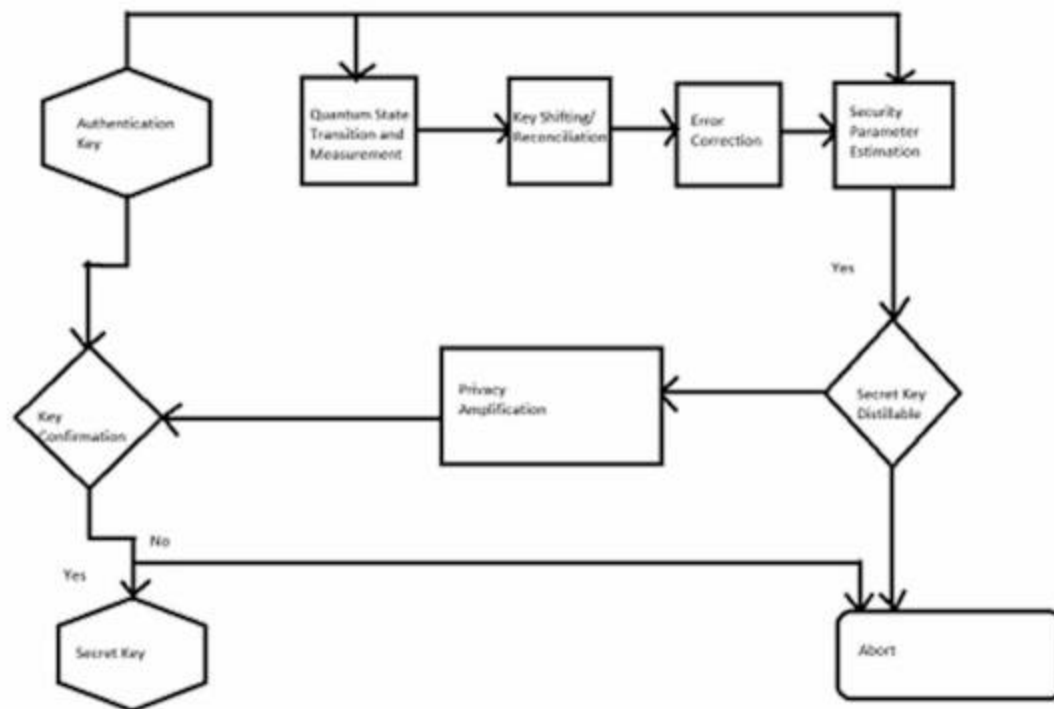 Authentication
Key
Quantum State
Transition and
Measurement
Key Shifting/
Reconciliation
Error
Correction
Security
Parameter
Estimation
Yes
Key
Confirmation
Privacy
Amplification
Secret Key
Distillable
No
Yes
Secret Key
Abort